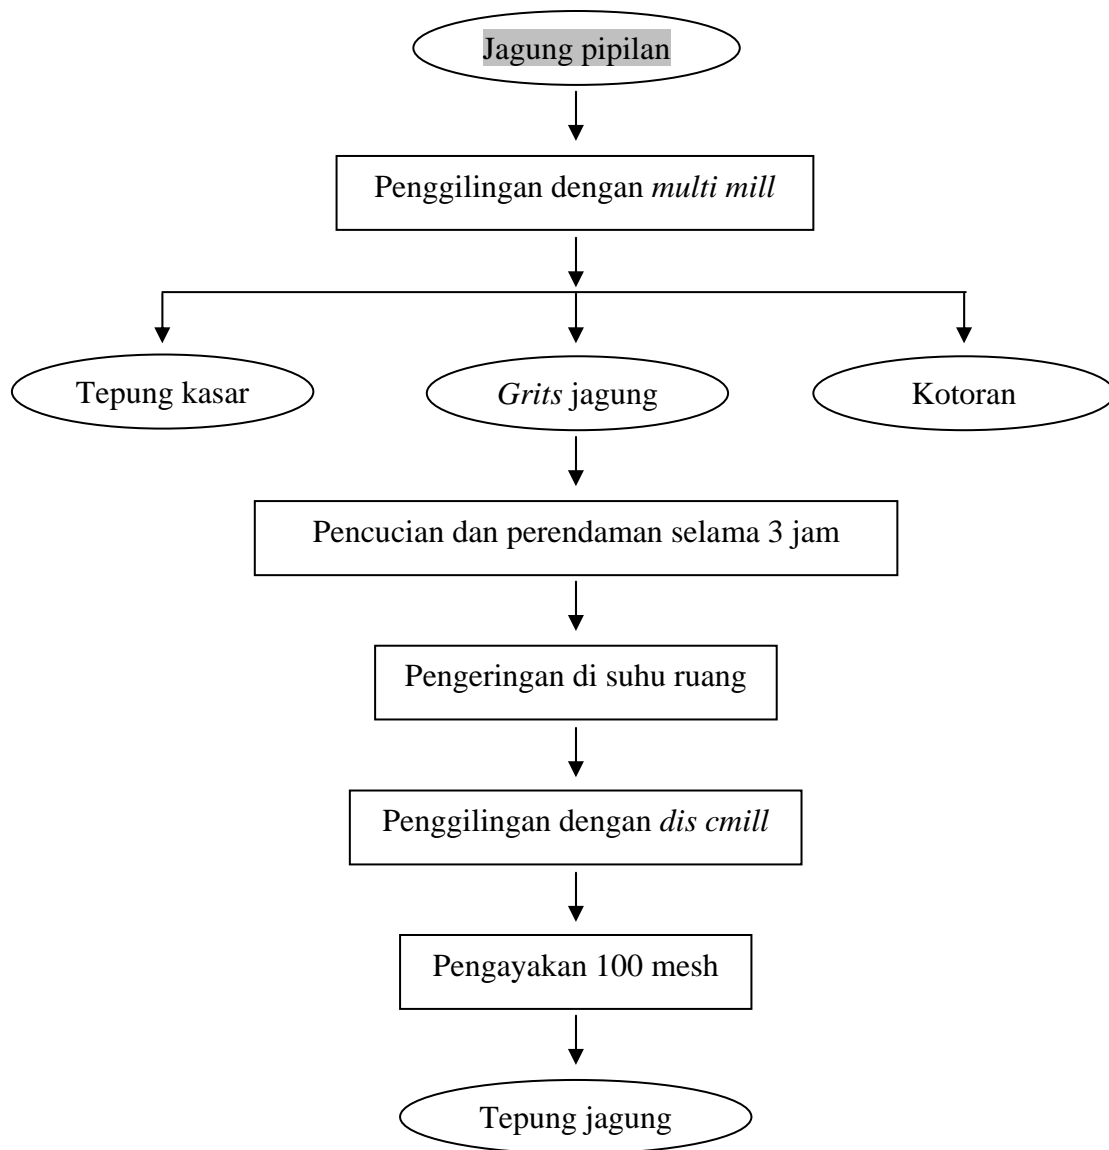 Jagung pipilan
Penggilingan dengan multi mill
Tepung kasar
Grits jagung
Kotoran
Pencucian dan perendaman selama 3 jam
Pengeringan di suhu ruang
Penggilingan dengan dis cmill
Pengayakan 100 mesh
Tepung jagung